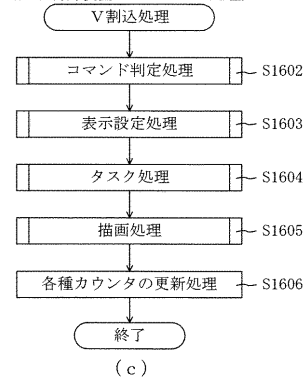 V割込処理
コマンド判定処理 S1602
表示設定処理 S1603
タスク処理 S1604
描画処理 S1605
各種カウンタの更新処理 S1606
終了
(c)